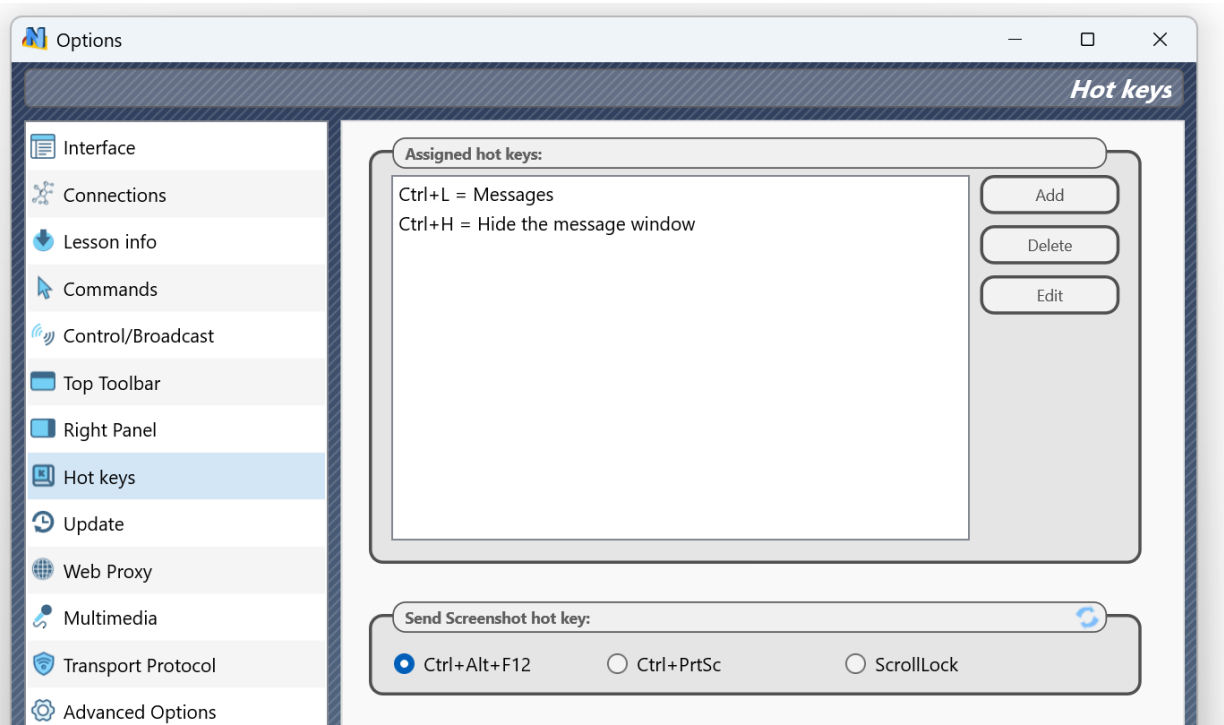 Options
Hot keys
Interface
Connections
Lesson info
Commands
Control/Broadcast
Top Toolbar
Right Panel
Hot keys
Update
Web Proxy
Multimedia
Transport Protocol
Advanced Options
Assigned hot keys:
Ctrl+L = Messages
Ctrl+H = Hide the message window
Add
Delete
Edit
Send Screenshot hot key:
Ctrl+Alt+F12
Ctrl+PrtSc
ScrollLock